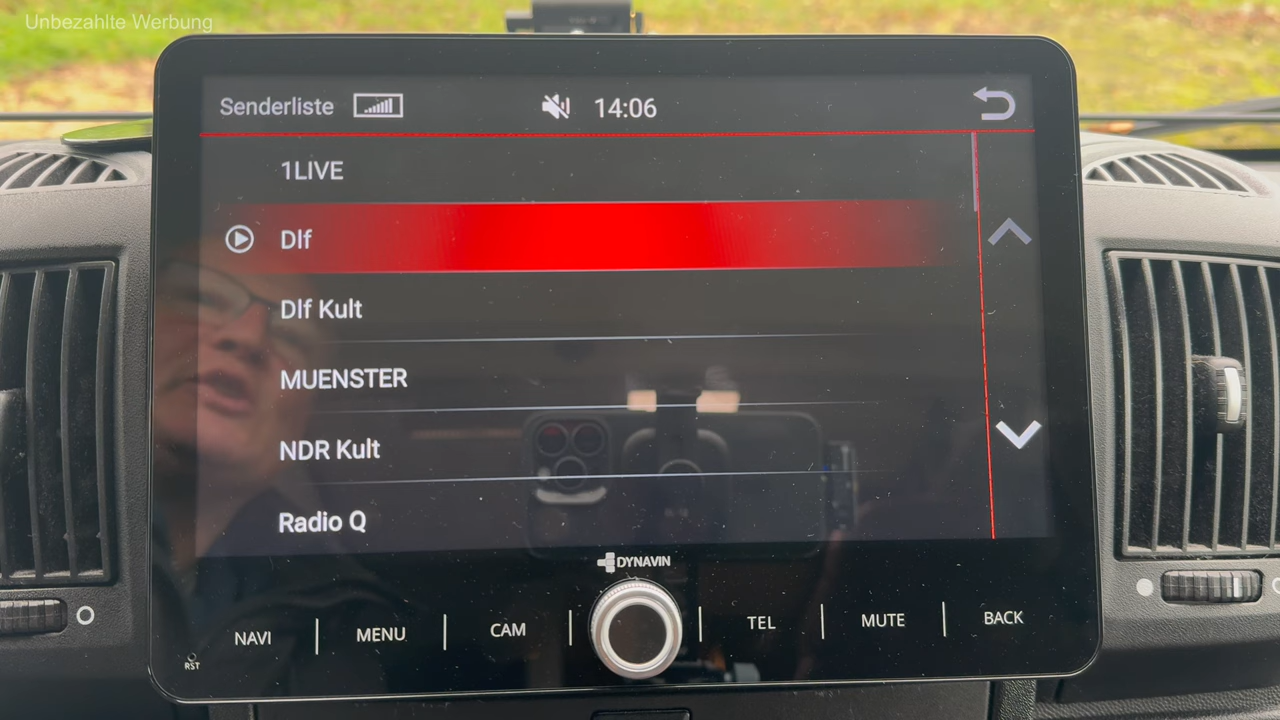 Unbezahlte Werbung
Senderliste 14:06
1LIVE
Dlf
Dlf Kult
MUENSTER
NDR Kult
Radio Q
DYNAVIN
NAVI MENU CAM TEL MUTE BACK
RST